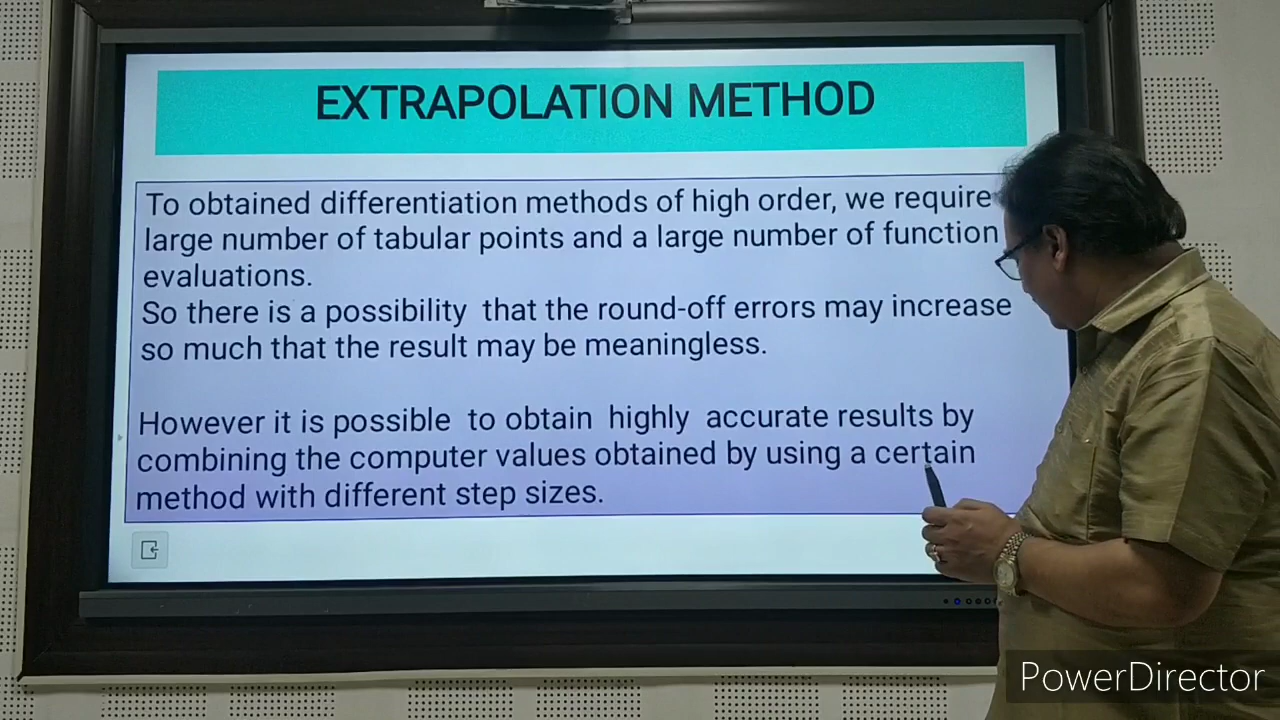 EXTRAPOLATION METHOD
To obtained differentiation methods of high order, we require
large number of tabular points and a large number of function
evaluations.
So there is a possibility that the round-off errors may increase
so much that the result may be meaningless.
However it is possible to obtain highly accurate results by
combining the computer values obtained by using a certain
method with different step sizes.
PowerDirector